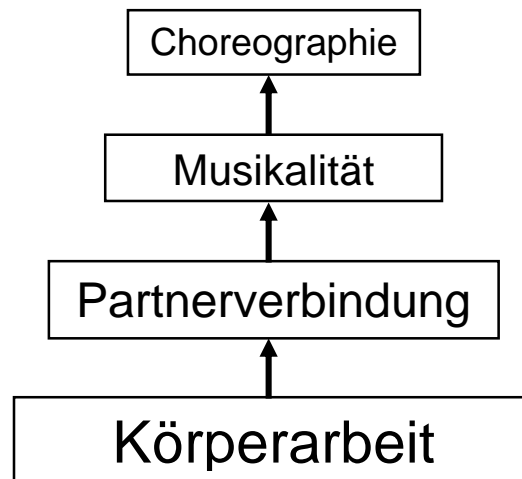 Choreographie
Musikalität
Partnerverbindung
Körperarbeit